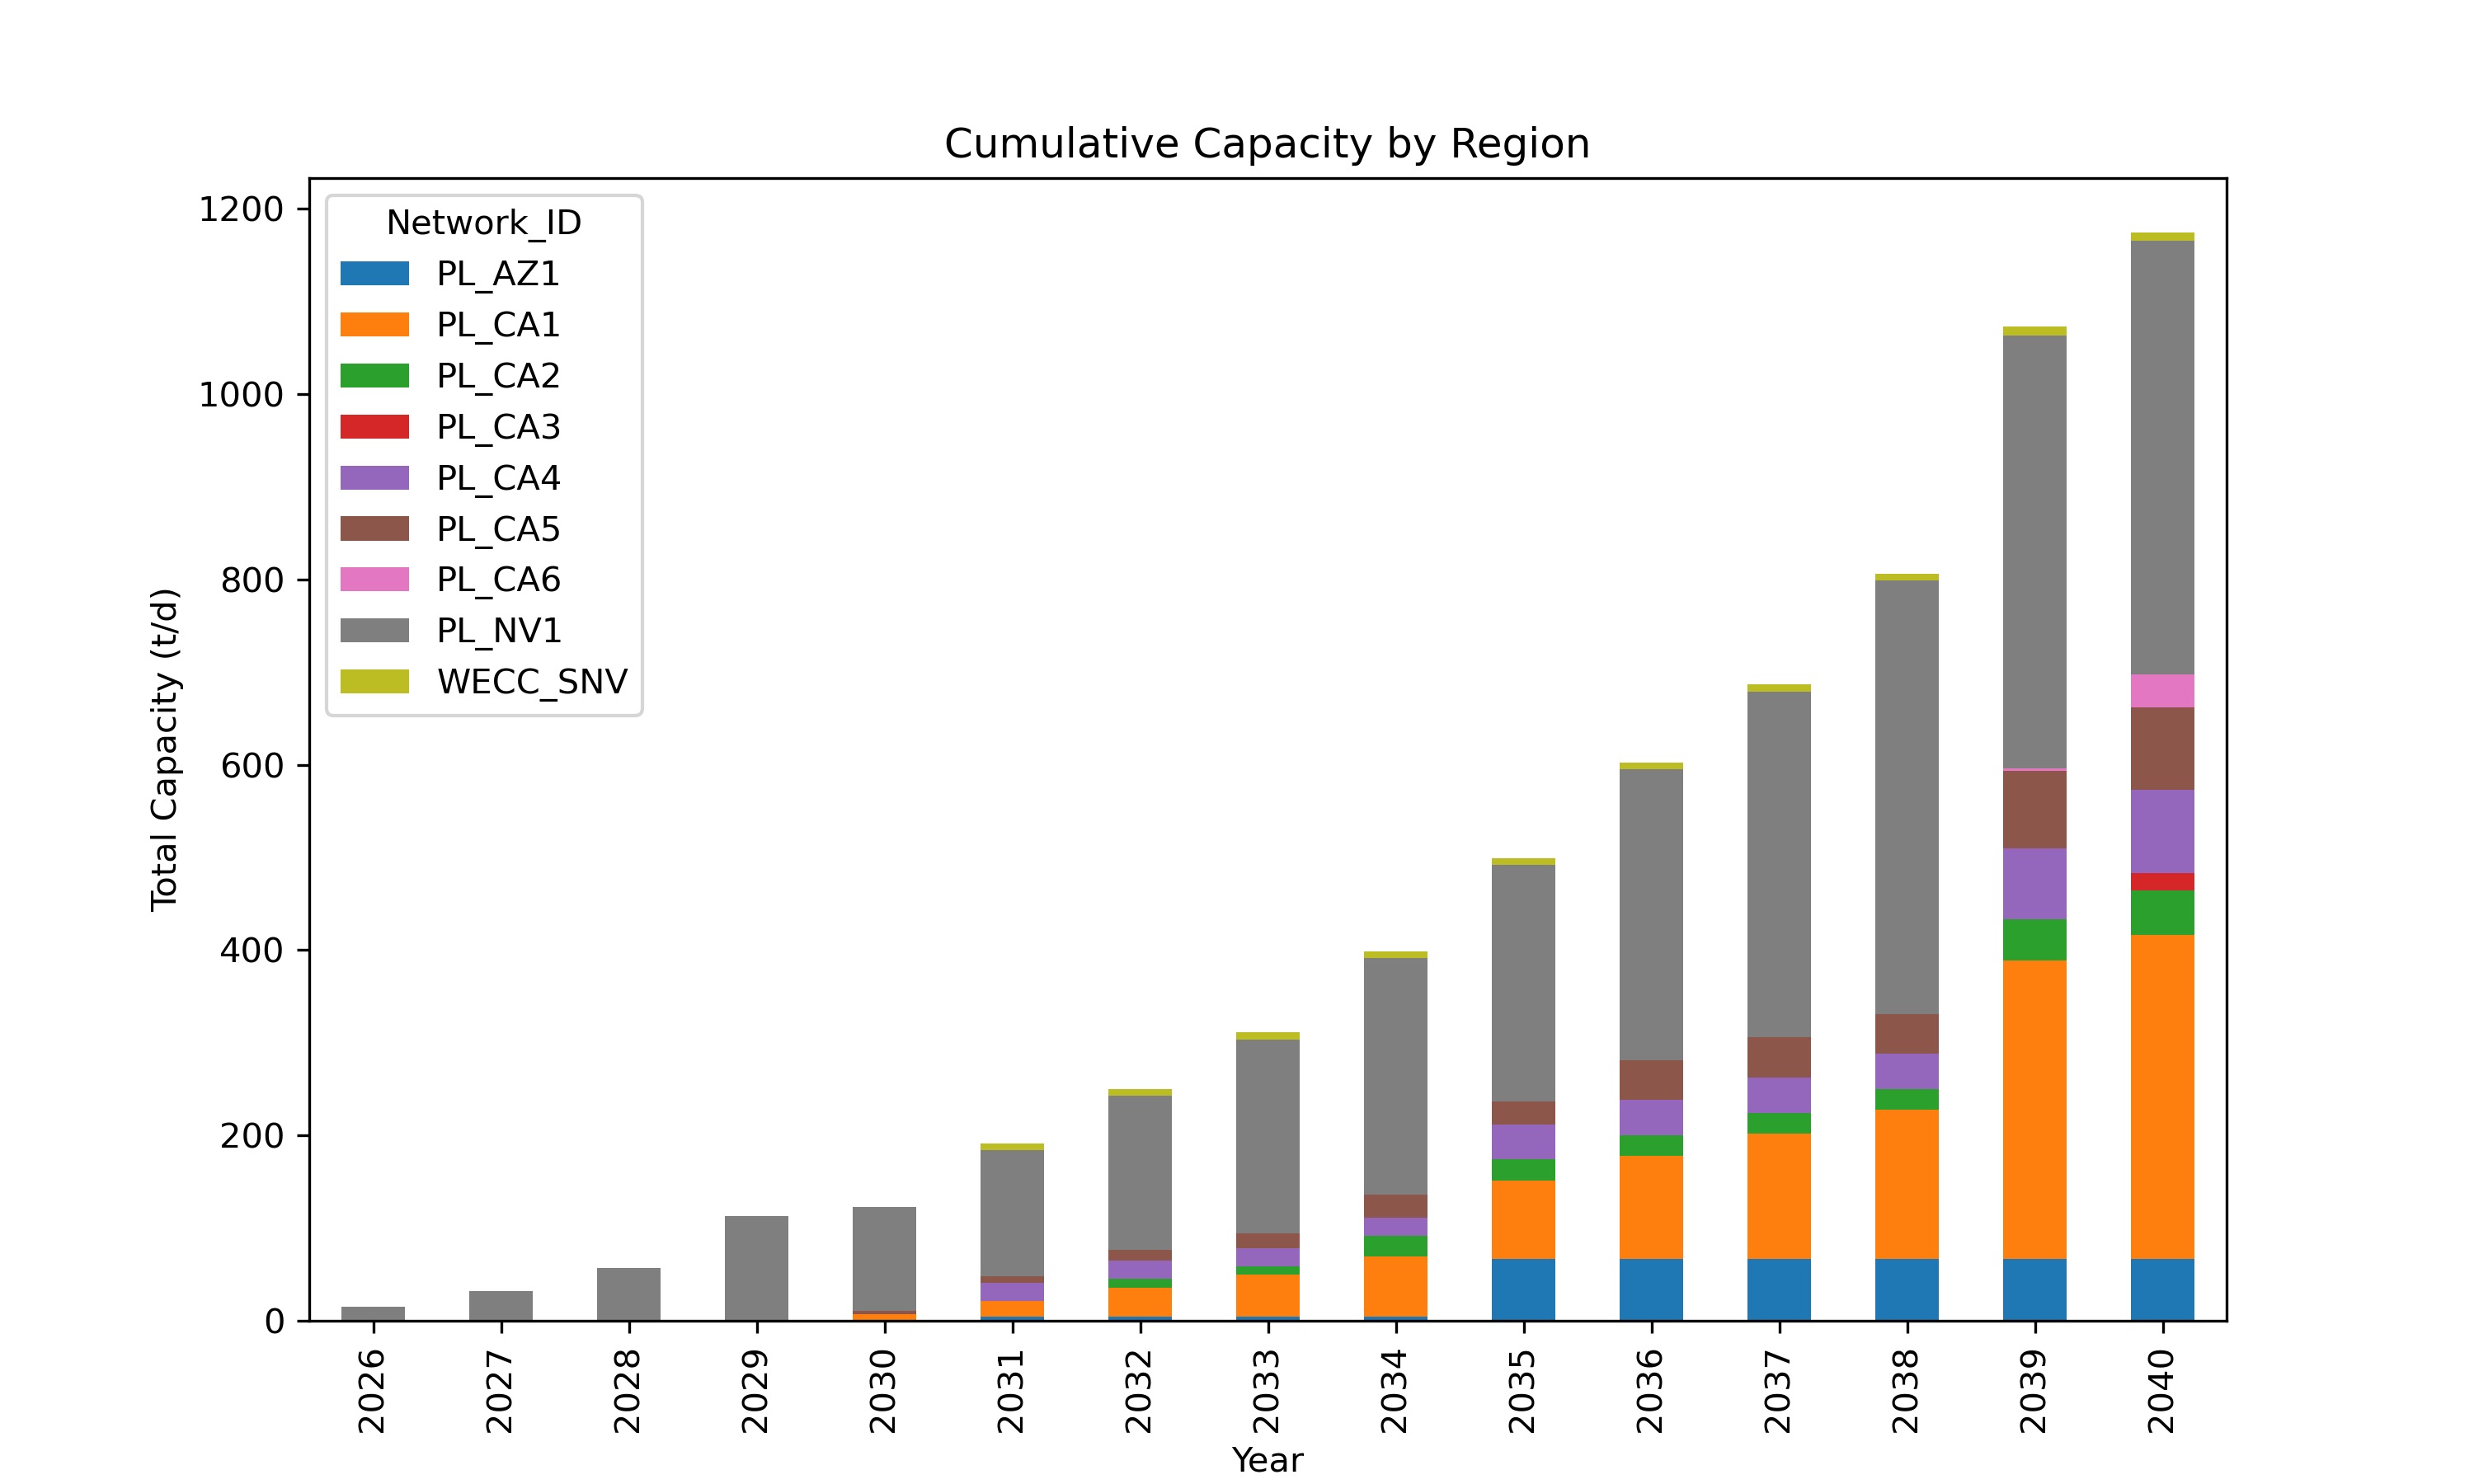 Cumulative Capacity by Region
Total Capacity (t/d)
1200
1000
800
600
400
200
0
Network_ID
PL_AZ1
PL_CA1
PL_CA2
PL_CA3
PL_CA4
PL_CA5
PL_CA6
PL_NV1
WECC_SNV
2026
2027
2028
2029
2030
2031
2032
2033
2034
2035
2036
2037
2038
2039
2040
Year